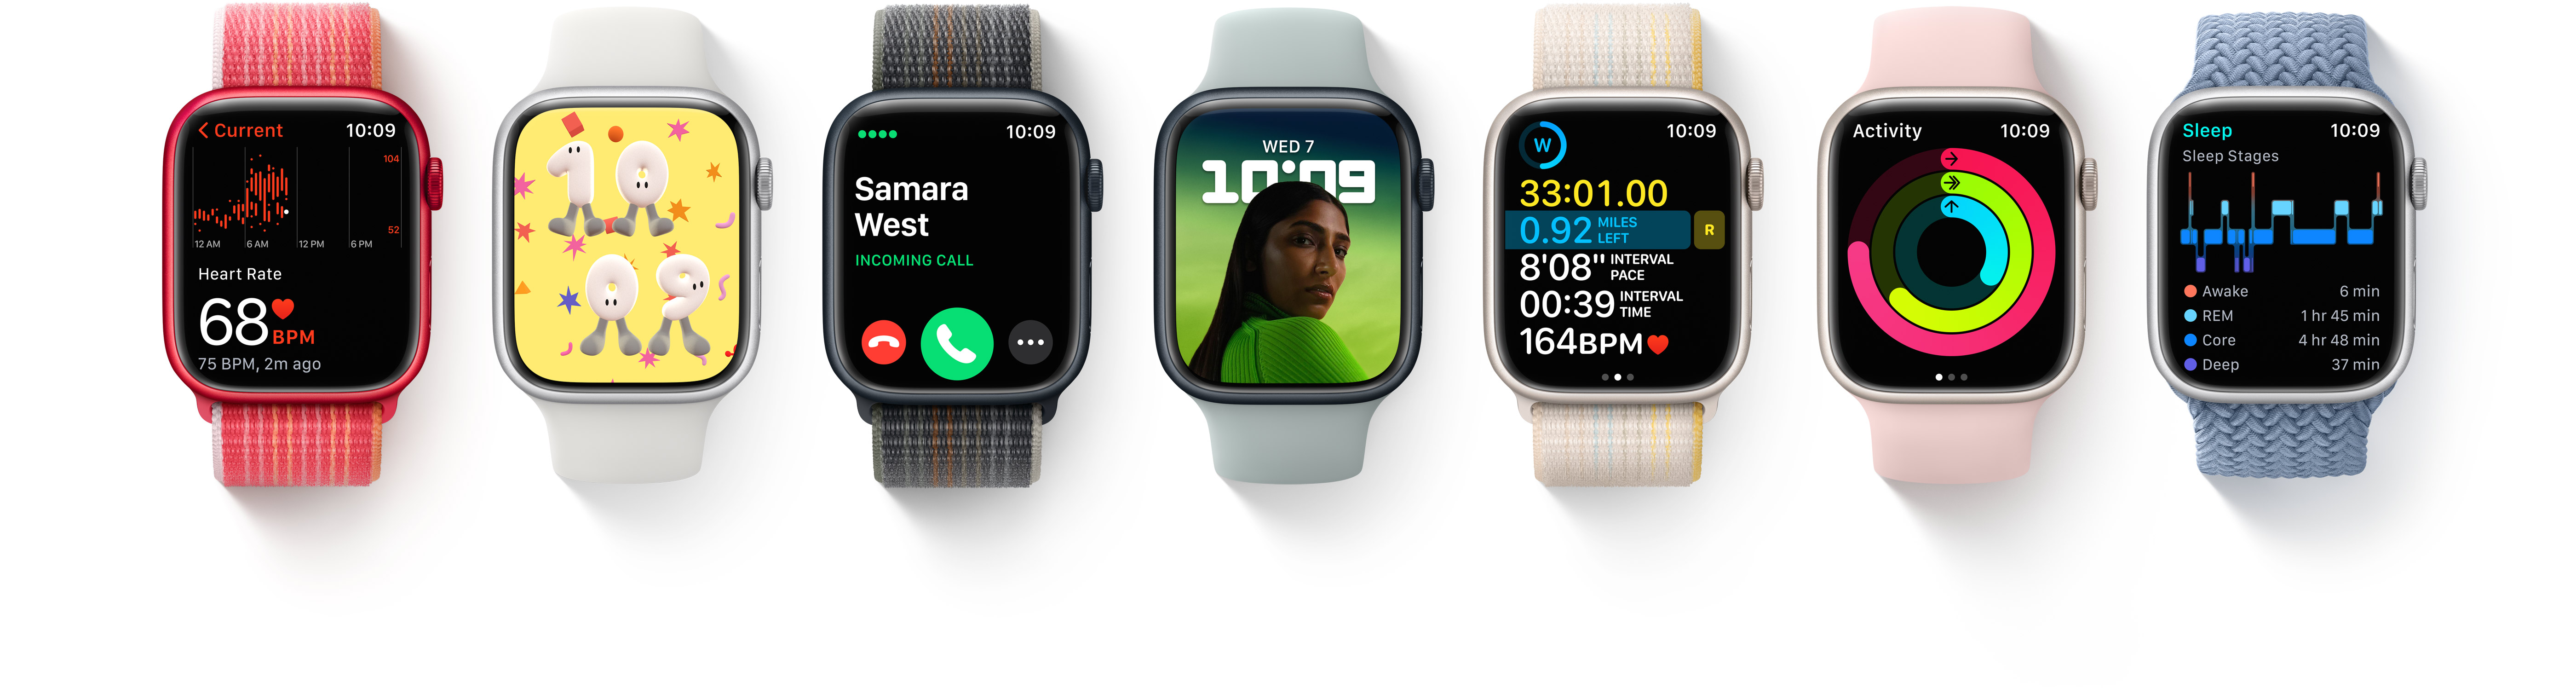 Current 10:09
104
52
12 AM 6 AM 12 PM 6 PM
Heart Rate
68
BPM
75 BPM, 2m ago
10
09
10:09
Samara
West
INCOMING CALL
WED 7
10:09
W 10:09
33:01.00
0.92 MILES LEFT R
8'08" INTERVAL PACE
00:39 INTERVAL TIME
164BPM
Activity 10:09
Sleep 10:09
Sleep Stages
Awake 6 min
REM 1 hr 45 min
Core 4 hr 48 min
Deep 37 min